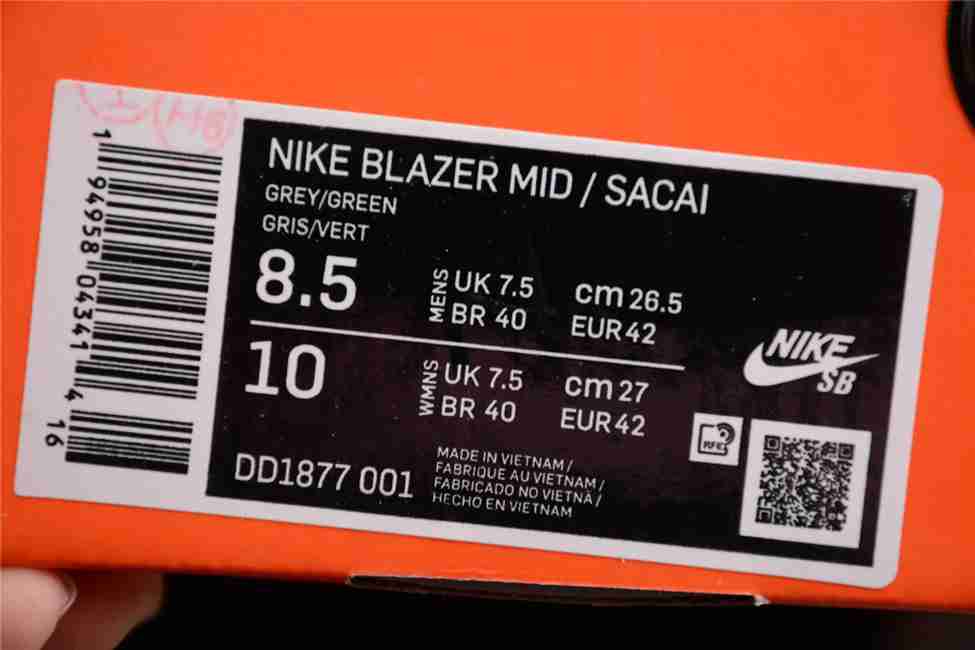 NIKE BLAZER MID / SACAI
GREY/GREEN
GRIS/VERT
8.5
MENS
UK 7.5
BR 40
cm 26.5
EUR 42
10
WMNS
UK 7.5
BR 40
cm 27
EUR 42
DD1877 001
MADE IN VIETNAM /
FABRIQUE AU VIETNAM /
FABRICADO NO VIETNÃ /
HECHO EN VIETNAM
NIKE
SB
RFE
1 94958 04341 4
16